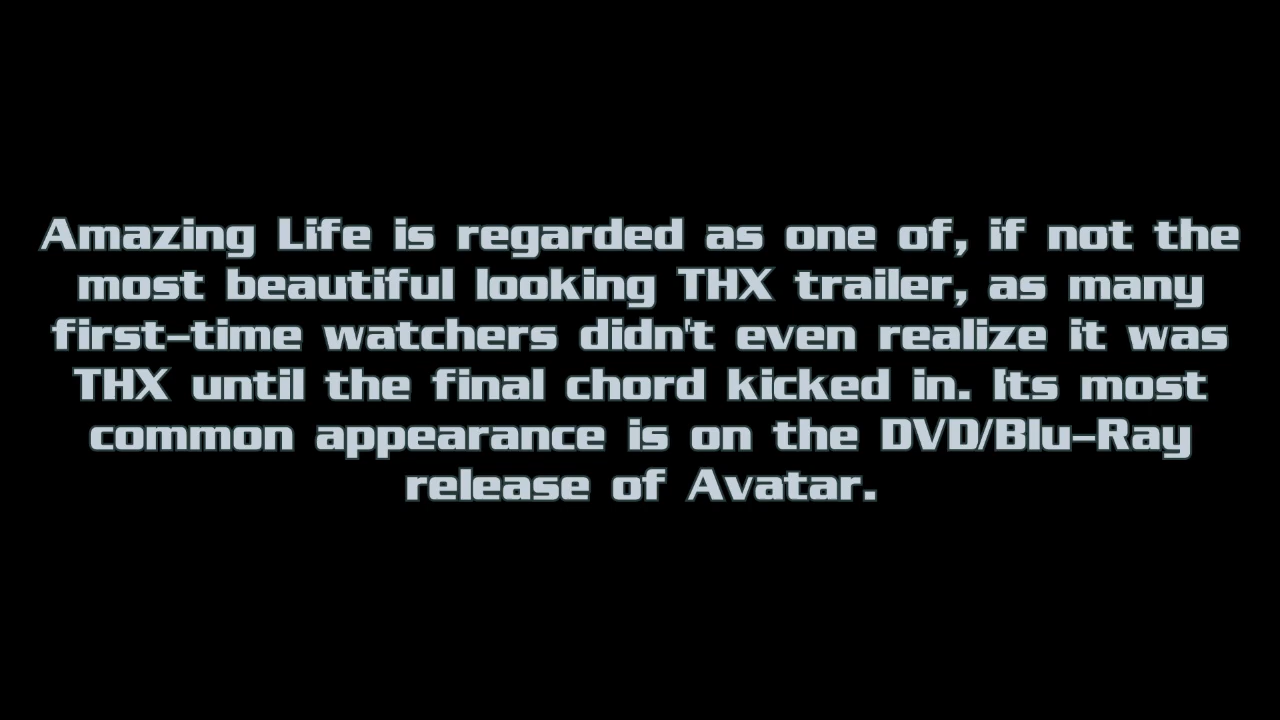 Amazing Life is regarded as one of, if not the
most beautiful looking THX trailer, as many
first-time watchers didn't even realize it was
THX until the final chord kicked in. Its most
common appearance is on the DVD/Blu-Ray
release of Avatar.